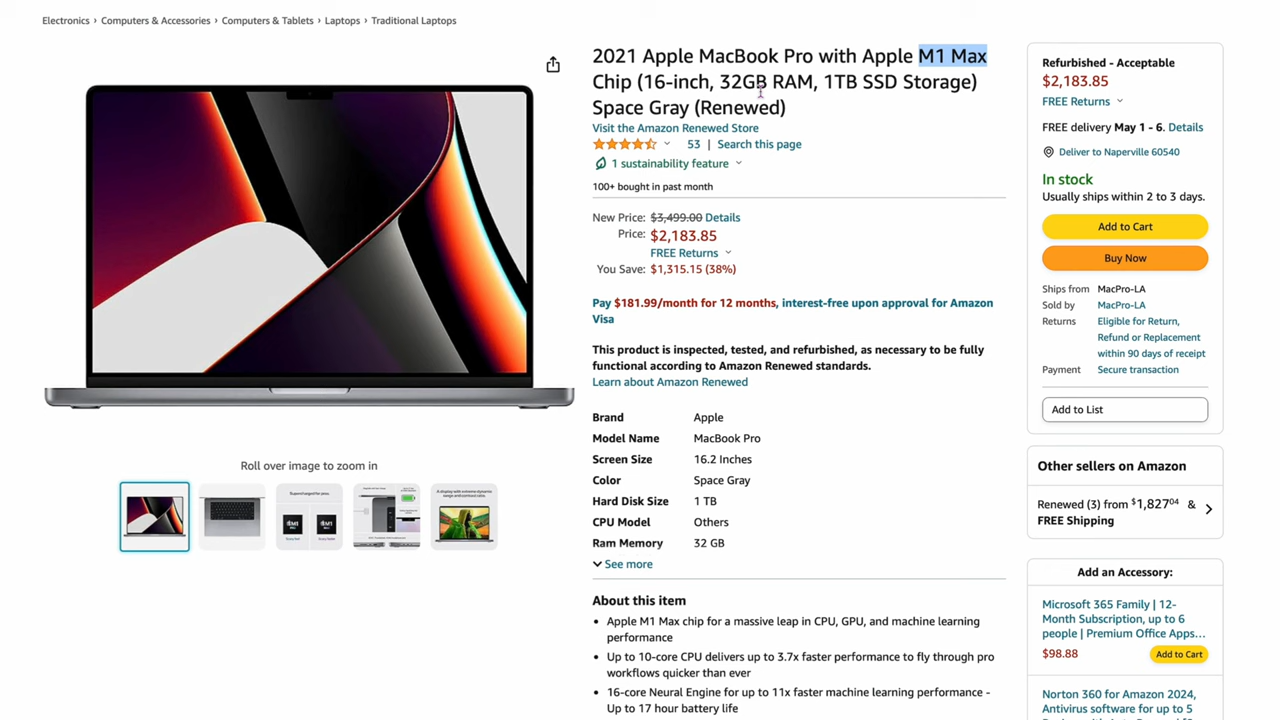 Electronics › Computers & Accessories › Computers & Tablets › Laptops › Traditional Laptops
2021 Apple MacBook Pro with Apple M1 Max
Chip (16-inch, 32GB RAM, 1TB SSD Storage)
Space Gray (Renewed)
Visit the Amazon Renewed Store
53 | Search this page
1 sustainability feature
100+ bought in past month
New Price: $3,499.00 Details
Price: $2,183.85
FREE Returns
You Save: $1,315.15 (38%)
Pay $181.99/month for 12 months, interest-free upon approval for Amazon
Visa
This product is inspected, tested, and refurbished, as necessary to be fully
functional according to Amazon Renewed standards.
Learn about Amazon Renewed
Brand Apple
Model Name MacBook Pro
Screen Size 16.2 Inches
Color Space Gray
Hard Disk Size 1 TB
CPU Model Others
Ram Memory 32 GB
See more
About this item
• Apple M1 Max chip for a massive leap in CPU, GPU, and machine learning
performance
• Up to 10-core CPU delivers up to 3.7x faster performance to fly through pro
workflows quicker than ever
• 16-core Neural Engine for up to 11x faster machine learning performance -
Up to 17 hour battery life
Roll over image to zoom in
Refurbished - Acceptable
$2,183.85
FREE Returns
FREE delivery May 1 - 6. Details
Deliver to Naperville 60540
In stock
Usually ships within 2 to 3 days.
Add to Cart
Buy Now
Ships from MacPro-LA
Sold by MacPro-LA
Returns Eligible for Return,
Refund or Replacement
within 90 days of receipt
Payment Secure transaction
Add to List
Other sellers on Amazon
Renewed (3) from $1,827.04 &
FREE Shipping
Add an Accessory:
Microsoft 365 Family | 12-
Month Subscription, up to 6
people | Premium Office Apps…
$98.88 Add to Cart
Norton 360 for Amazon 2024,
Antivirus software for up to 5